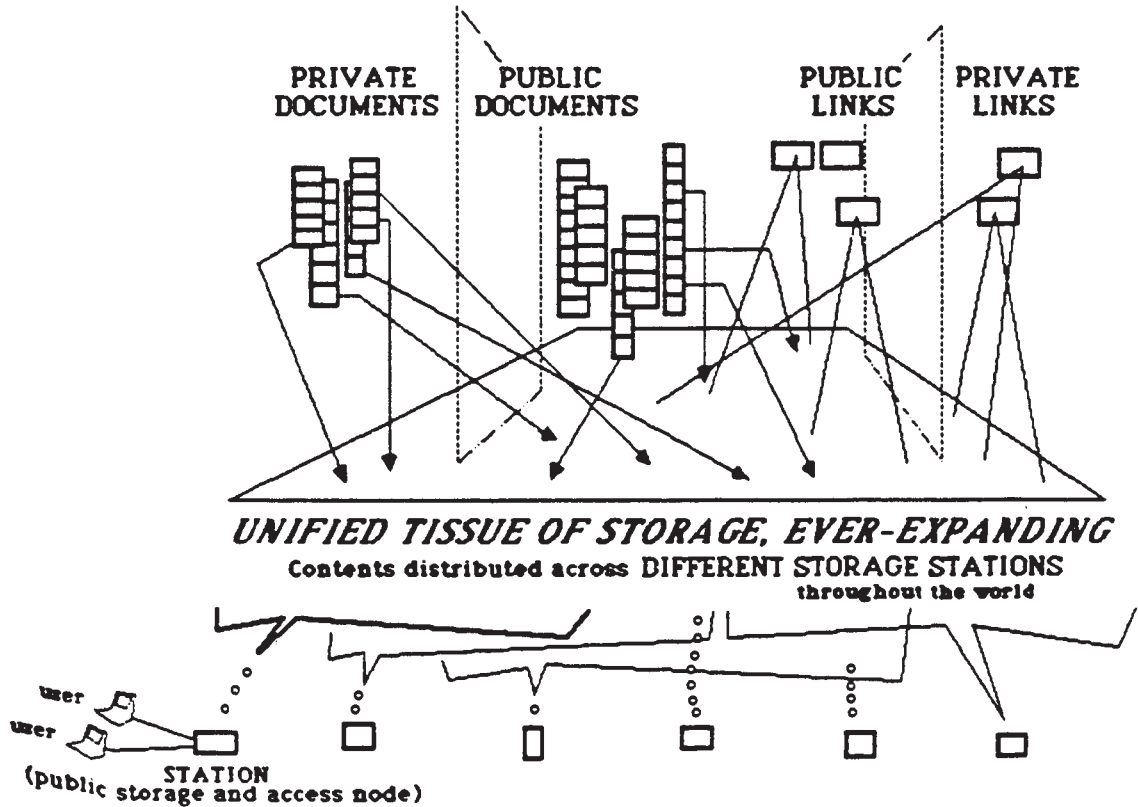 PRIVATE DOCUMENTS
PUBLIC DOCUMENTS
PUBLIC LINKS
PRIVATE LINKS
UNIFIED TISSUE OF STORAGE, EVER-EXPANDING
Contents distributed across DIFFERENT STORAGE STATIONS
throughout the world
user
user
STATION
(public storage and access node)